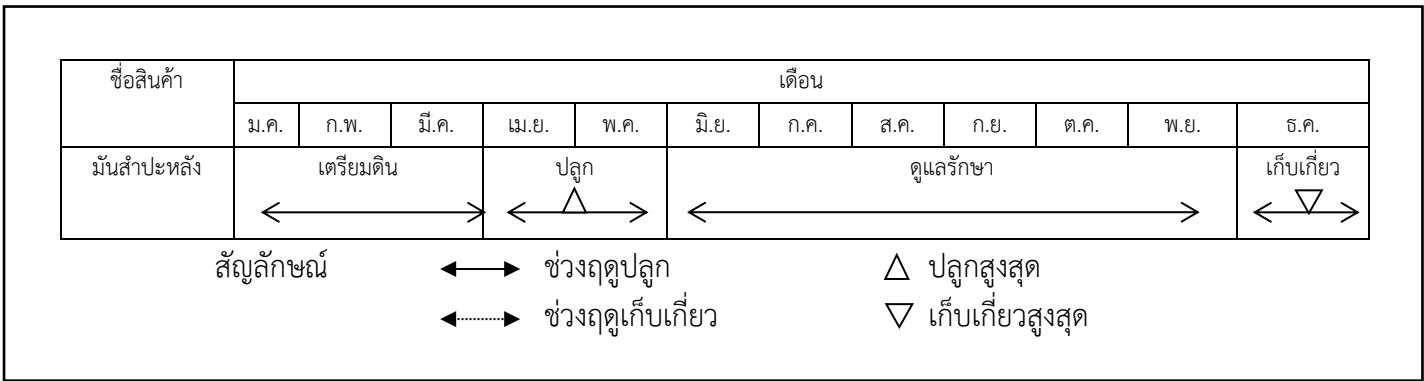 ชื่อสินค้า เดือน
ม.ค. ก.พ. มี.ค. เม.ย. พ.ค. มิ.ย. ก.ค. ส.ค. ก.ย. ต.ค. พ.ย. ธ.ค.
มันสำปะหลัง เตรียมดิน ปลูก ดูแลรักษา เก็บเกี่ยว
สัญลักษณ์ ช่วงฤดูปลูก ปลูกสูงสุด
ช่วงฤดูเก็บเกี่ยว เก็บเกี่ยวสูงสุด